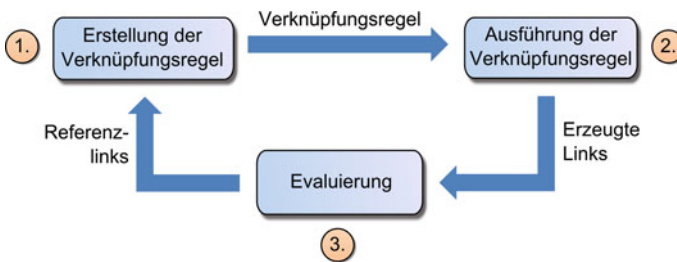 1.
Erstellung der
Verknüpfungsregel
Verknüpfungsregel
Ausführung der
Verknüpfungsregel
2.
Erzeugte
Links
Evaluierung
3.
Referenz-
links